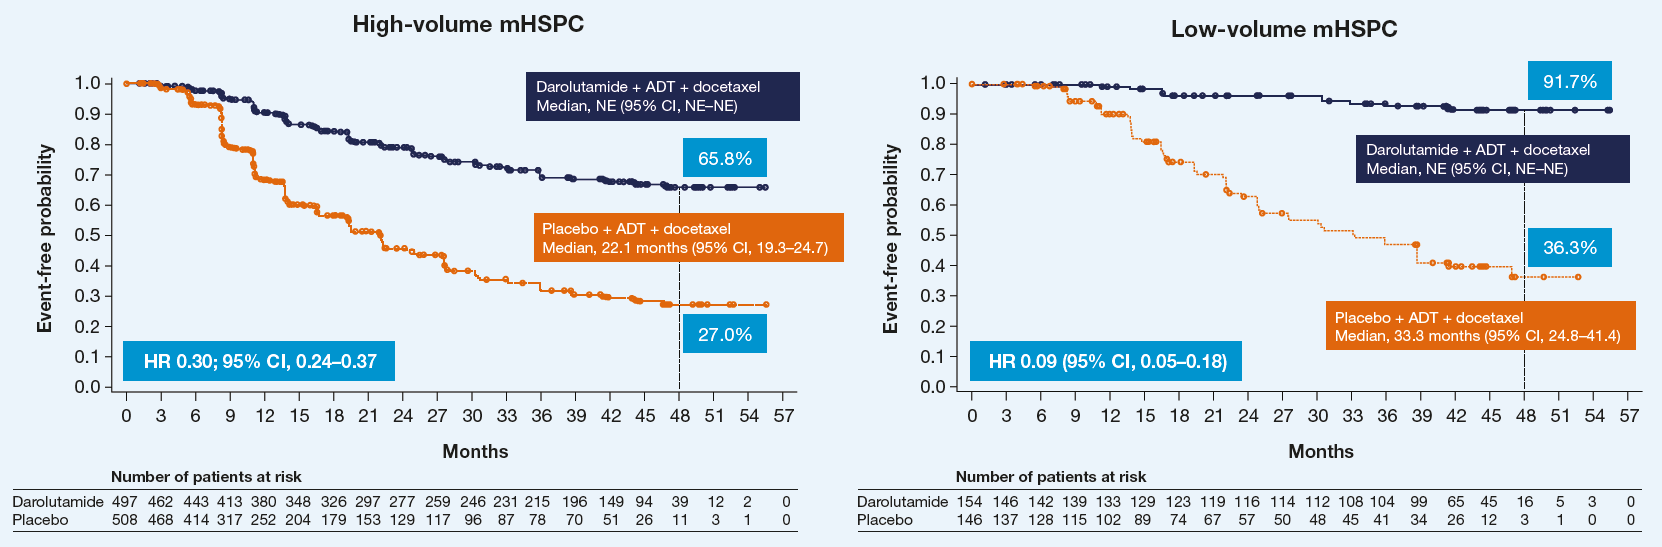 High-volume mHSPC
Event-free probability
1.0
0.9
0.8
0.7
0.6
0.5
0.4
0.3
0.2
0.1
0.0
Darolutamide + ADT + docetaxel
Median, NE (95% CI, NE–NE)
65.8%
Placebo + ADT + docetaxel
Median, 22.1 months (95% CI, 19.3–24.7)
27.0%
HR 0.30; 95% CI, 0.24–0.37
0 3 6 9 12 15 18 21 24 27 30 33 36 39 42 45 48 51 54 57
Months
Number of patients at risk
Darolutamide 497 462 443 413 380 348 326 297 277 259 246 231 215 196 149 94 39 12 2 0
Placebo 508 468 414 317 252 204 179 153 129 117 96 87 78 70 51 26 11 3 1 0
Low-volume mHSPC
Event-free probability
1.0
0.9
0.8
0.7
0.6
0.5
0.4
0.3
0.2
0.1
0.0
91.7%
Darolutamide + ADT + docetaxel
Median, NE (95% CI, NE–NE)
36.3%
Placebo + ADT + docetaxel
Median, 33.3 months (95% CI, 24.8–41.4)
HR 0.09 (95% CI, 0.05–0.18)
0 3 6 9 12 15 18 21 24 27 30 33 36 39 42 45 48 51 54 57
Months
Number of patients at risk
Darolutamide 154 146 142 139 133 129 123 119 116 114 112 108 104 99 65 45 16 5 3 0
Placebo 146 137 128 115 102 89 74 67 57 50 48 45 41 34 26 12 3 1 0 0